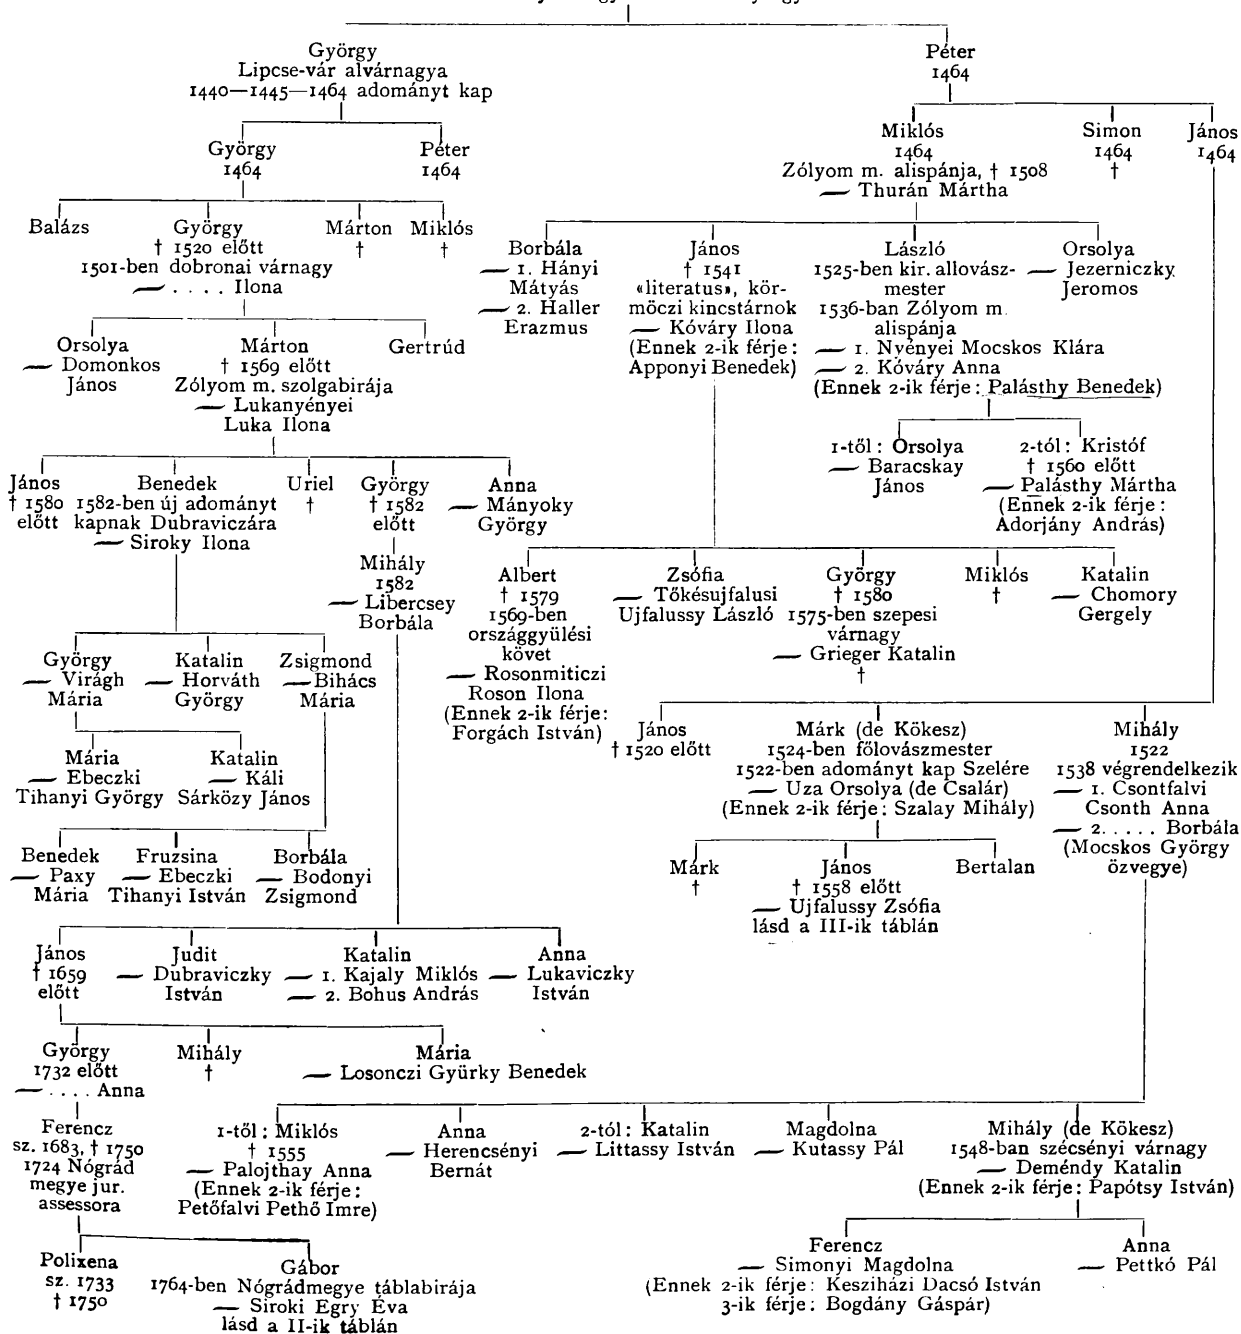 György
Lipcse-vár alvárnagya
1440—1445—1464 adományt kap
Péter
1464
György
1464
Péter
1464
Miklós
1464
Zólyom m. alispánja, † 1508
— Thurán Mártha
Simon
1464
†
János
1464
Balázs
György
† 1520 előtt
1501-ben dobronai várnagy
— . . . . Ilona
Márton
†
Miklós
†
Borbála
— 1. Hányi
Mátyás
— 2. Haller
Erazmus
János
† 1541
«literatus», kör-
möczi kincstárnok
— Kóváry Ilona
(Ennek 2-ik férje:
Apponyi Benedek)
László
1525-ben kir. allovász-
mester
1536-ban Zólyom m.
alispánja
— 1. Nyényei Mocskos Klára
— 2. Kóváry Anna
(Ennek 2-ik férje: Palásthy Benedek)
Orsolya
— Jezerniczky
Jeromos
Orsolya
— Domonkos
János
Márton
† 1569 előtt
Zólyom m. szolgabirája
— Lukanyényei
Luka Ilona
Gertrúd
1-től: Orsolya
— Baracskay
János
2-tól: Kristóf
† 1560 előtt
— Palásthy Mártha
(Ennek 2-ik férje:
Adorjány András)
János
† 1580
előtt
Benedek
1582-ben új adományt
kapnak Dubraviczára
— Siroky Ilona
Uriel
†
György
† 1582
előtt
Anna
— Mányoky
György
Mihály
1582
— Libercsey
Borbála
Albert
† 1579
1569-ben
országgyülési
követ
— Rosonmiticzi
Roson Ilona
(Ennek 2-ik férje:
Forgách István)
Zsófia
— Tőkésujfalusi
Ujfalussy László
György
† 1580
1575-ben szepesi
várnagy
— Grieger Katalin
†
Miklós
†
Katalin
— Chomory
Gergely
György
— Virágh
Mária
Katalin
— Horváth
György
Zsigmond
— Bihács
Mária
János
† 1520 előtt
Márk (de Kökesz)
1524-ben főlovászmester
1522-ben adományt kap Szelére
— Uza Orsolya (de Csalár)
(Ennek 2-ik férje: Szalay Mihály)
Mihály
1522
1538 végrendelkezik
— 1. Csontfalvi
Csonth Anna
— 2. . . . . Borbála
(Mocskos György
özvegye)
Mária
— Ebeczki
Tihanyi György
Katalin
— Káli
Sárközy János
Márk
†
János
† 1558 előtt
— Ujfalussy Zsófia
lásd a III-ik táblán
Bertalan
Benedek
— Paxy
Mária
Fruzsina
— Ebeczki
Tihanyi István
Borbála
— Bodonyi
Zsigmond
János
† 1659
előtt
Judit
— Dubraviczky
István
Katalin
— 1. Kajaly Miklós
— 2. Bohus András
Anna
— Lukaviczky
István
György
1732 előtt
— . . . . Anna
Mihály
†
Mária
— Losonczi Gyürky Benedek
Ferencz
sz. 1683, † 1750
1724 Nógrád
megye jur.
assessora
1-től: Miklós
† 1555
— Palojthay Anna
(Ennek 2-ik férje:
Petőfalvi Pethő Imre)
Anna
— Herencsényi
Bernát
2-tól: Katalin
— Littassy István
Magdolna
— Kutassy Pál
Mihály (de Kökesz)
1548-ban szécsényi várnagy
— Deméndy Katalin
(Ennek 2-ik férje: Papótsy István)
Polixena
sz. 1733
† 1750
Gábor
1764-ben Nógrádmegye táblabirája
— Siroki Egry Éva
lásd a II-ik táblán
Ferencz
— Simonyi Magdolna
(Ennek 2-ik férje: Kesziházi Dacsó István
3-ik férje: Bogdány Gáspár)
Anna
— Pettkó Pál